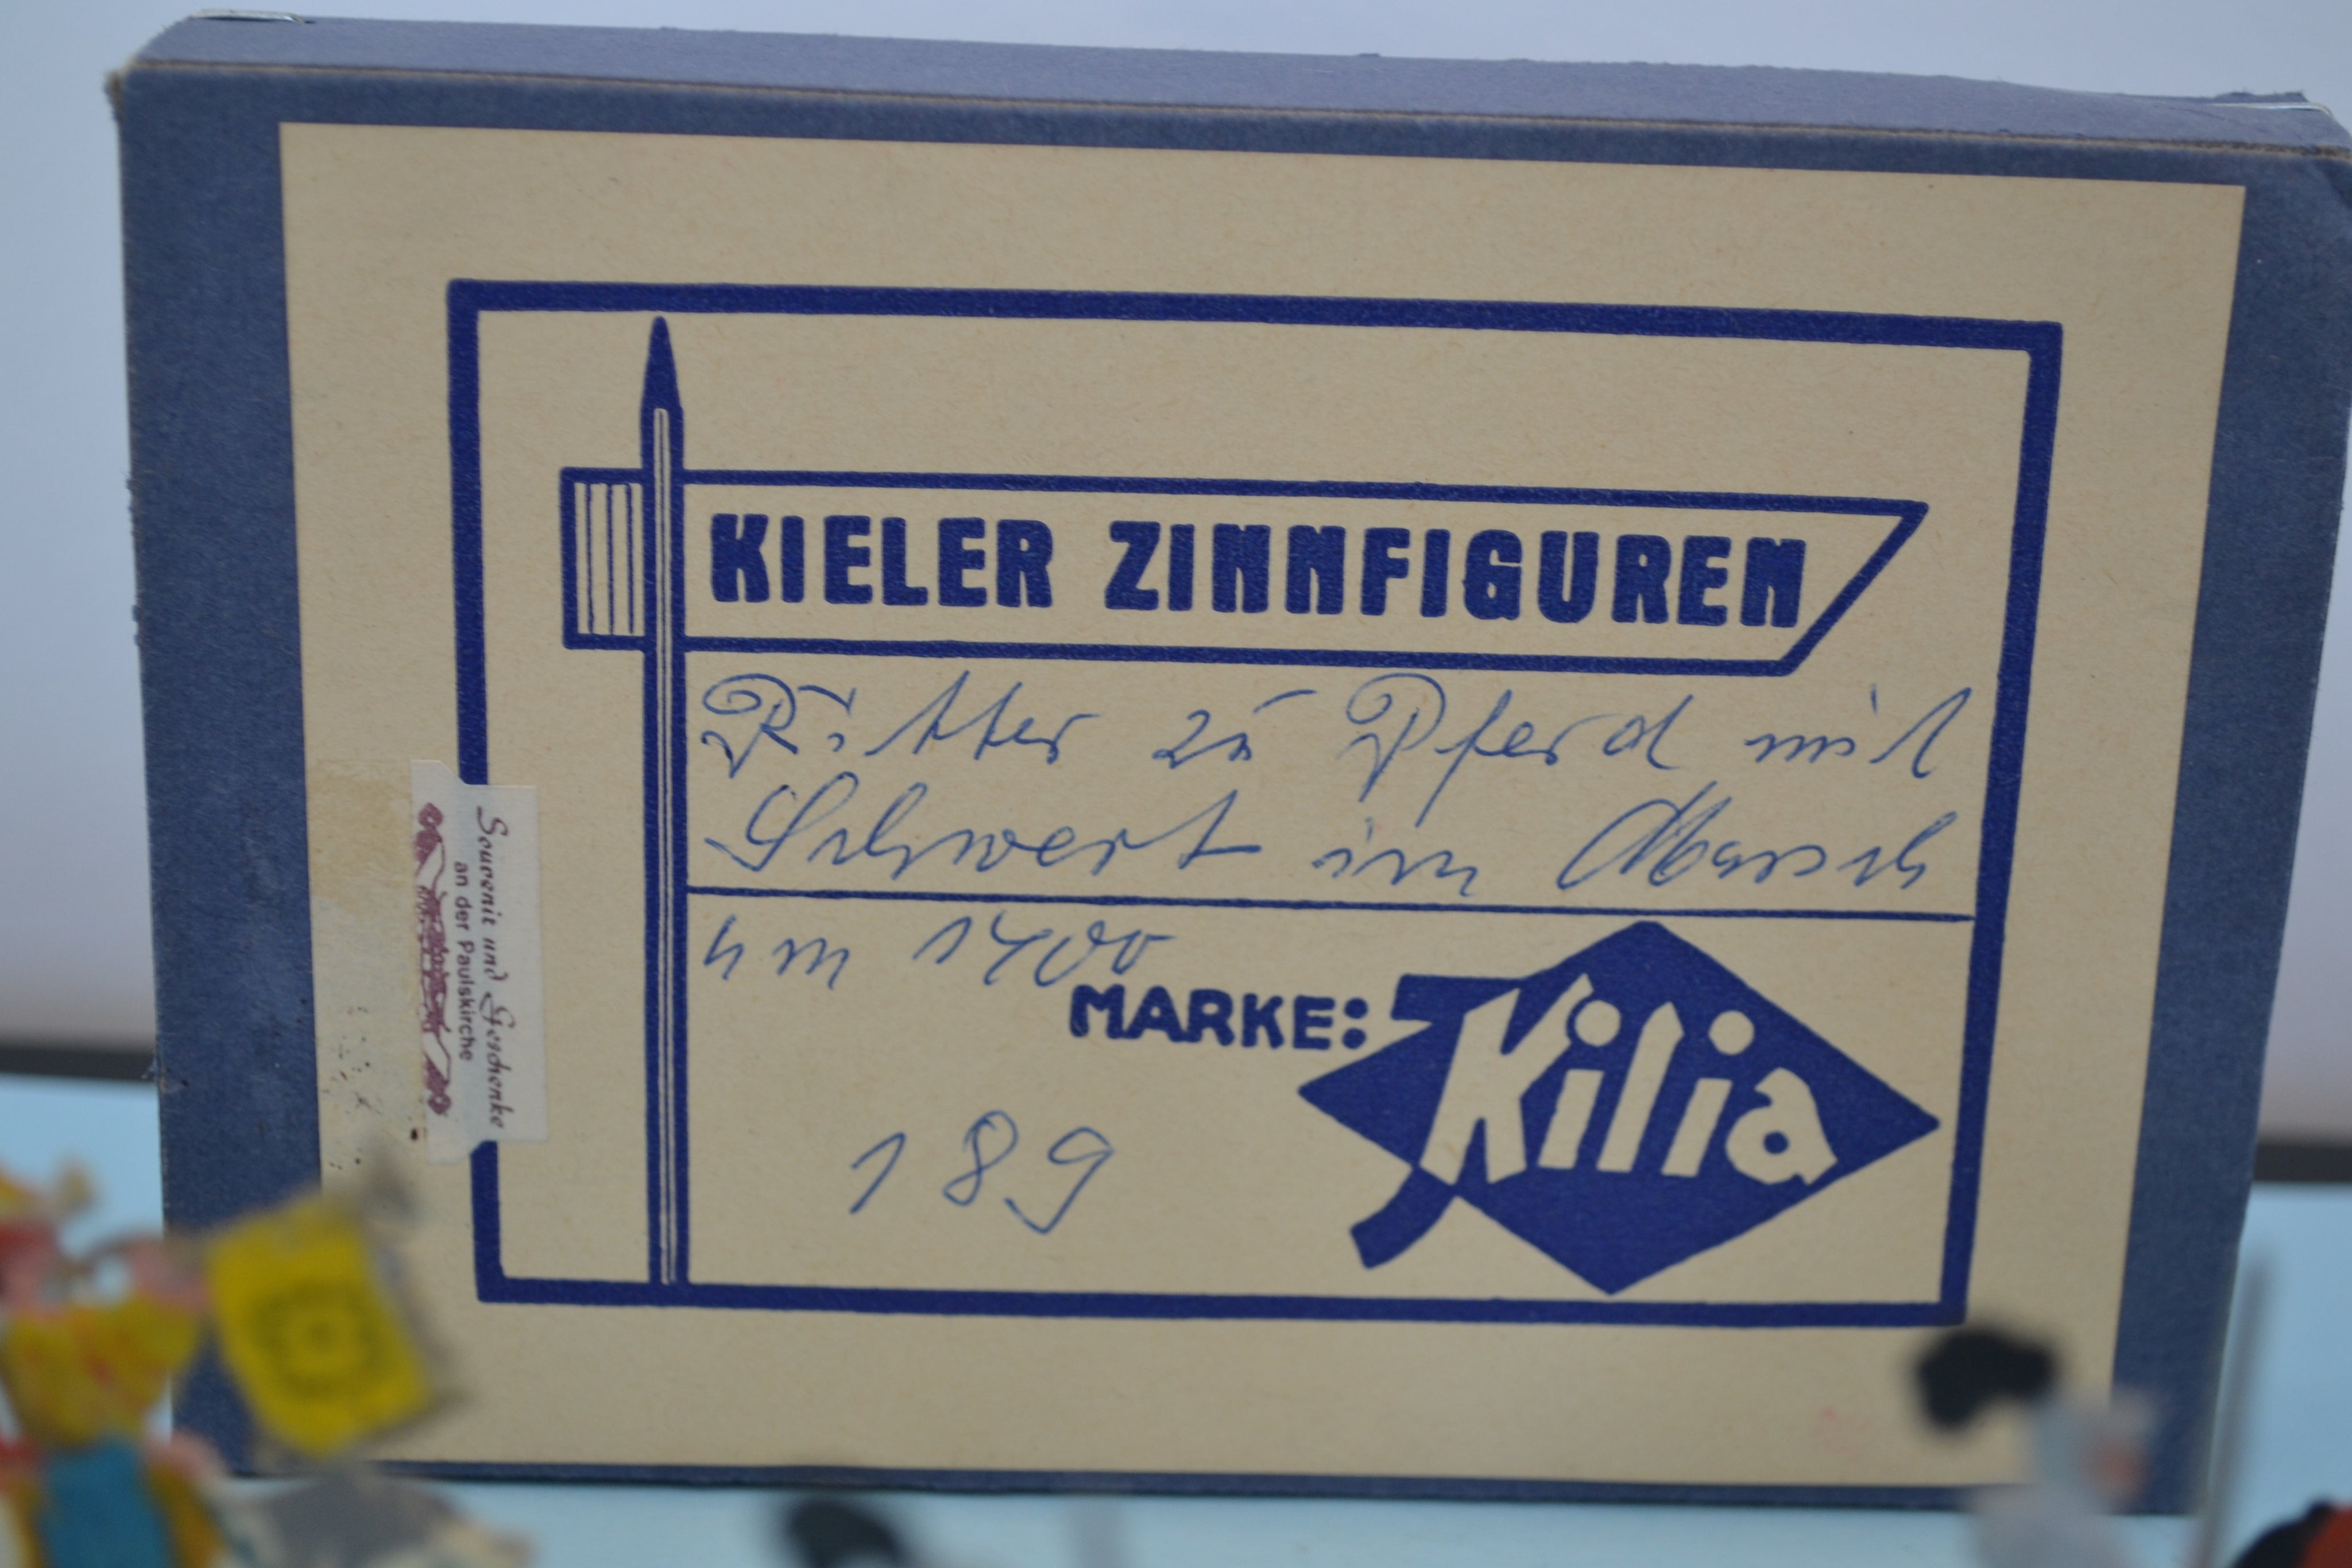 KIELER ZINNFIGUREN
Ritter zu Pferd mit
Schwert im Marsch
um 1400
MARKE: Kilia
189
Souvenir und Geschenke
an der Paulskirche